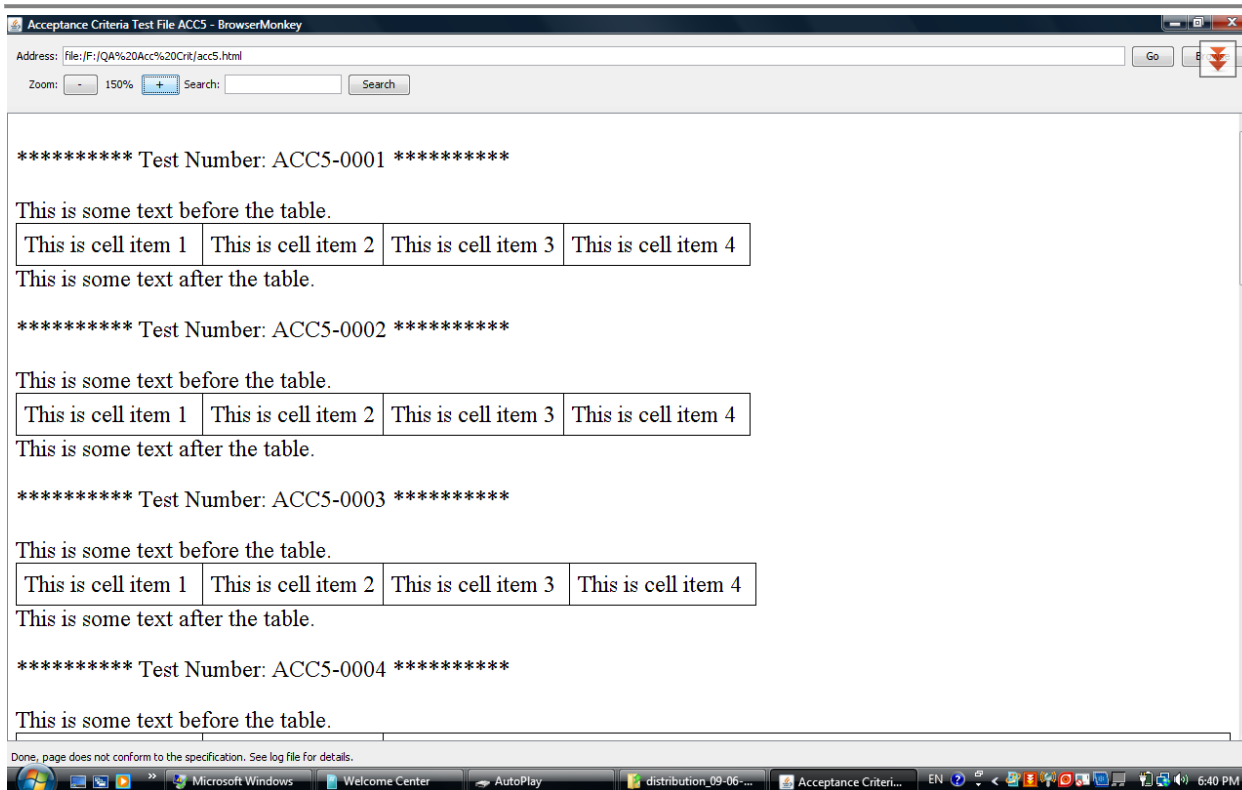 Acceptance Criteria Test File ACC5 - BrowserMonkey
Address: file:/F:/QA%20Acc%20Crit/acc5.html Go
Zoom: - 150% + Search: Search
********** Test Number: ACC5-0001 **********
This is some text before the table.
This is cell item 1 This is cell item 2 This is cell item 3 This is cell item 4
This is some text after the table.
********** Test Number: ACC5-0002 **********
This is some text before the table.
This is cell item 1 This is cell item 2 This is cell item 3 This is cell item 4
This is some text after the table.
********** Test Number: ACC5-0003 **********
This is some text before the table.
This is cell item 1 This is cell item 2 This is cell item 3 This is cell item 4
This is some text after the table.
********** Test Number: ACC5-0004 **********
This is some text before the table.
Done, page does not conform to the specification. See log file for details.
» Microsoft Windows Welcome Center AutoPlay distribution_09-06-... Acceptance Criteri... EN < 6:40 PM